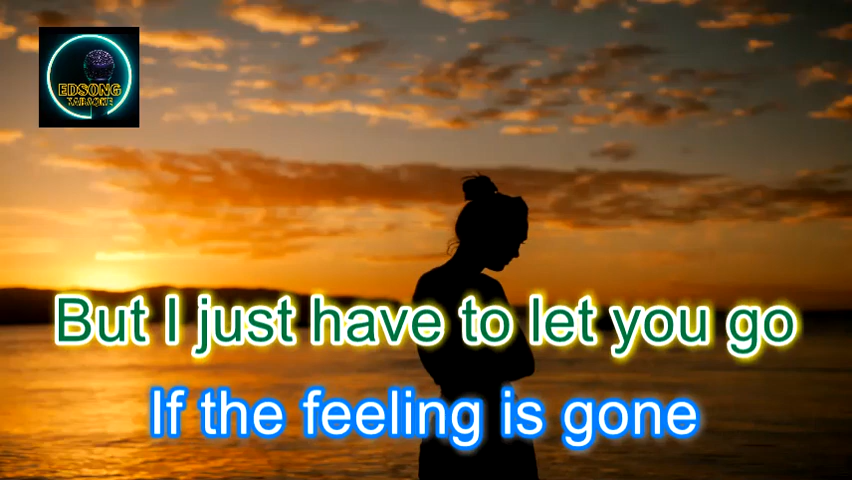 EDSONG
KARAOKE
But I just have to let you go
If the feeling is gone